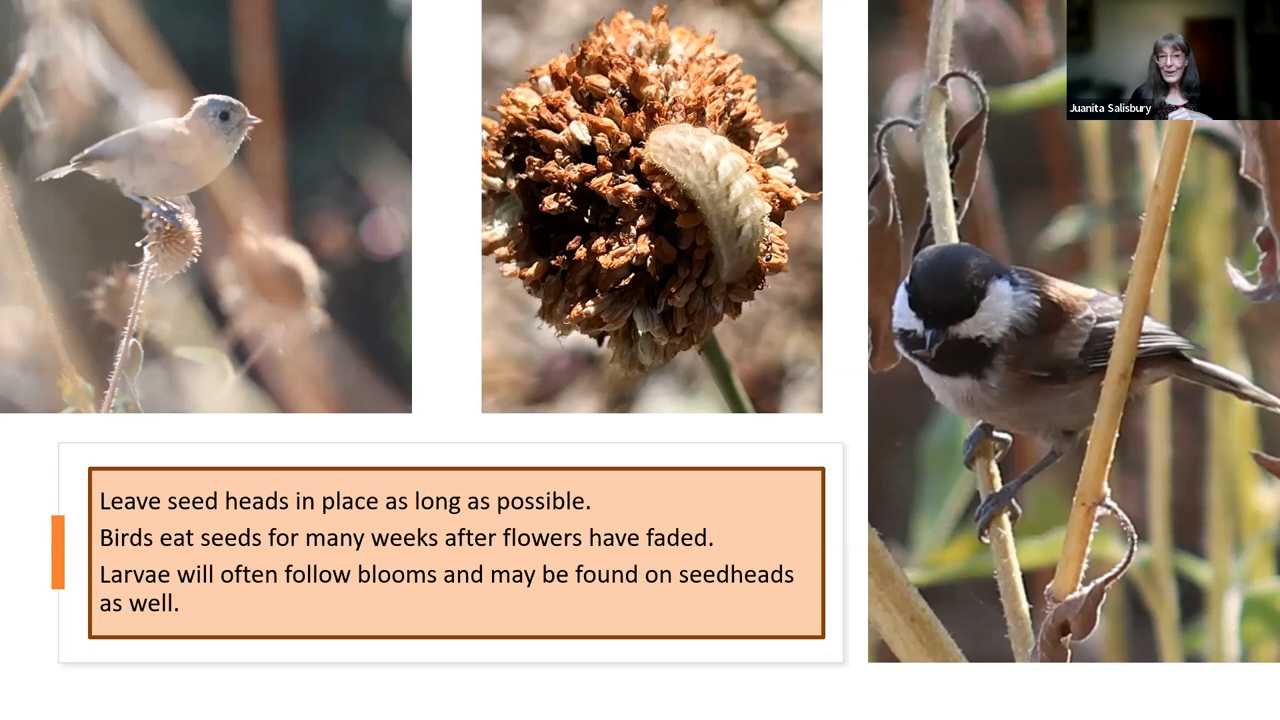 Juanita Salisbury
Leave seed heads in place as long as possible.
Birds eat seeds for many weeks after flowers have faded.
Larvae will often follow blooms and may be found on seedheads
as well.